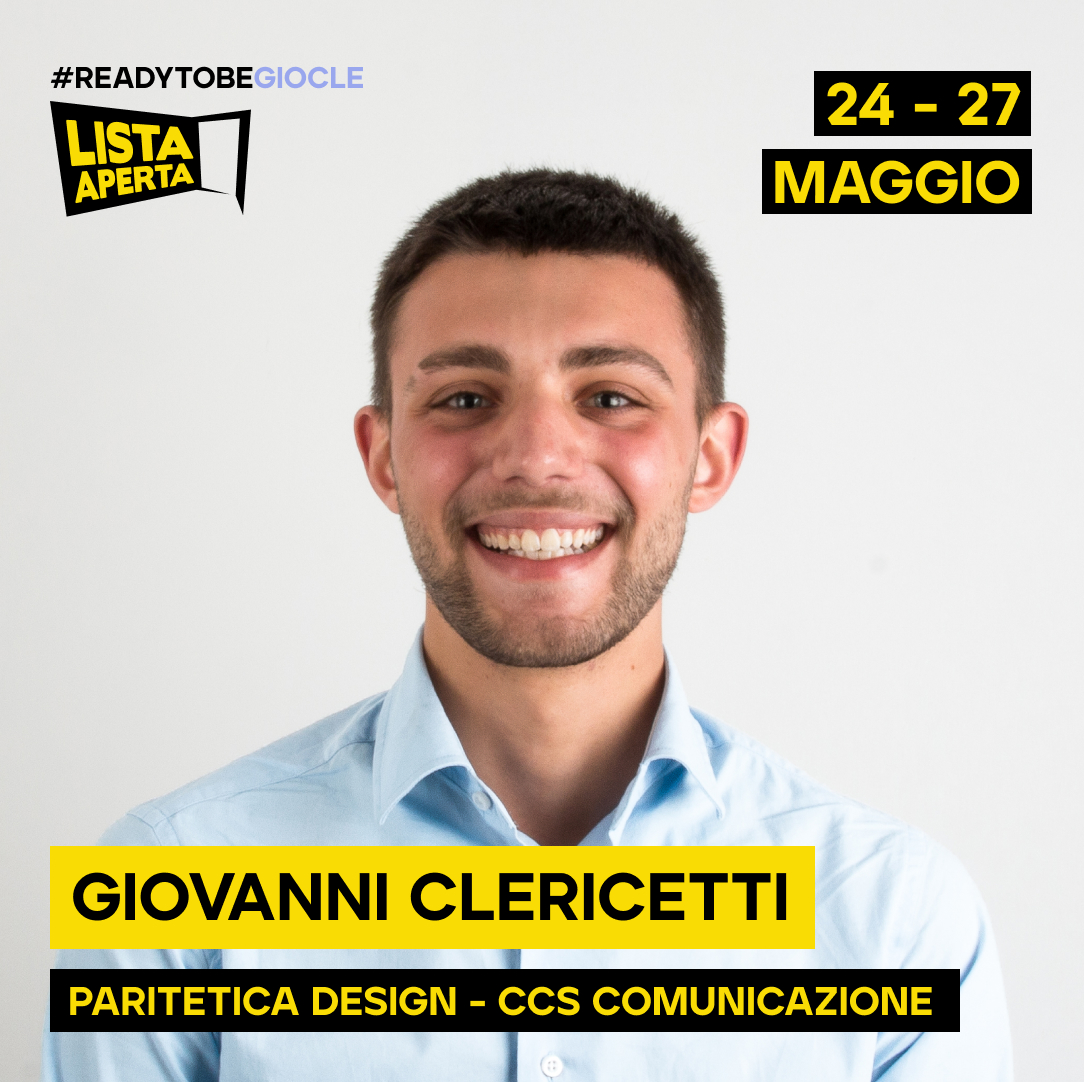 #READYTOBEGIOCLE
LISTA
APERTA
24 - 27
MAGGIO
GIOVANNI CLERICETTI
PARITETICA DESIGN - CCS COMUNICAZIONE